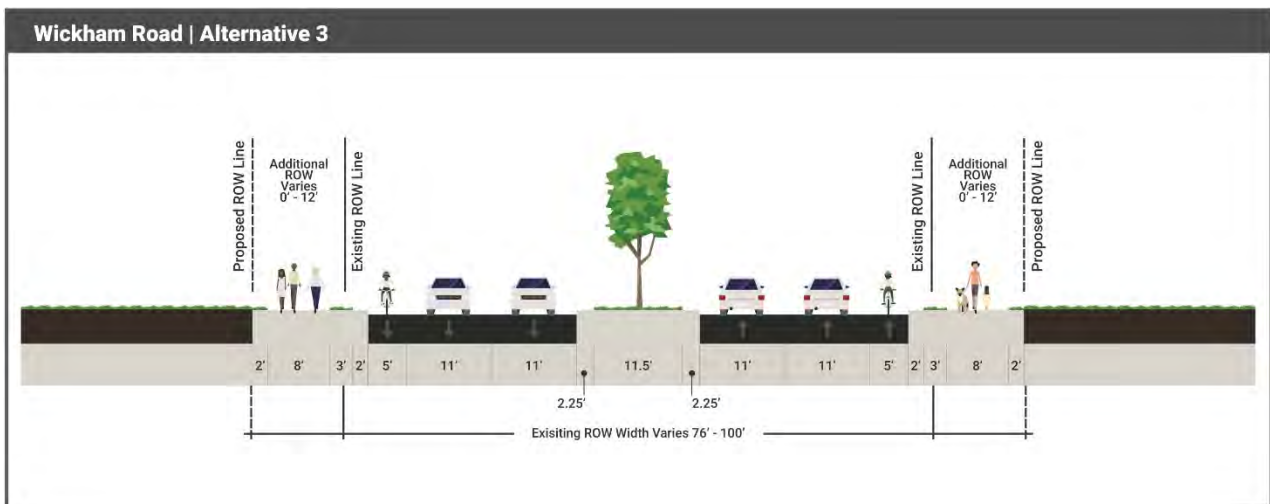 Wickham Road | Alternative 3
Proposed ROW Line
Additional
ROW
Varies
0' - 12'
Existing ROW Line
Existing ROW Line
Additional
ROW
Varies
0' - 12'
Proposed ROW Line
2' 8' 3' 2' 5' 11' 11' 11.5' 11' 11' 5' 2' 3' 8' 2'
2.25' 2.25'
Exisiting ROW Width Varies 76' - 100'